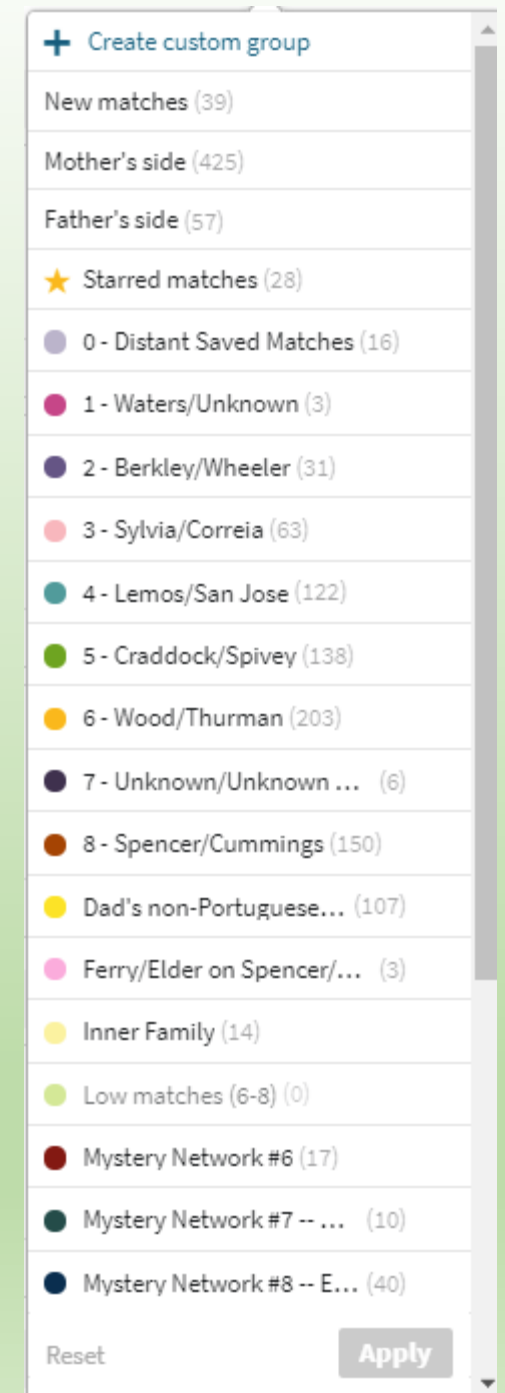 + Create custom group
New matches (39)
Mother's side (425)
Father's side (57)
Starred matches (28)
0 - Distant Saved Matches (16)
1 - Waters/Unknown (3)
2 - Berkley/Wheeler (31)
3 - Sylvia/Correia (63)
4 - Lemos/San Jose (122)
5 - Craddock/Spivey (138)
6 - Wood/Thurman (203)
7 - Unknown/Unknown ... (6)
8 - Spencer/Cummings (150)
Dad's non-Portuguese... (107)
Ferry/Elder on Spencer/... (3)
Inner Family (14)
Low matches (6-8) (0)
Mystery Network #6 (17)
Mystery Network #7 -- ... (10)
Mystery Network #8 -- E... (40)
Reset Apply